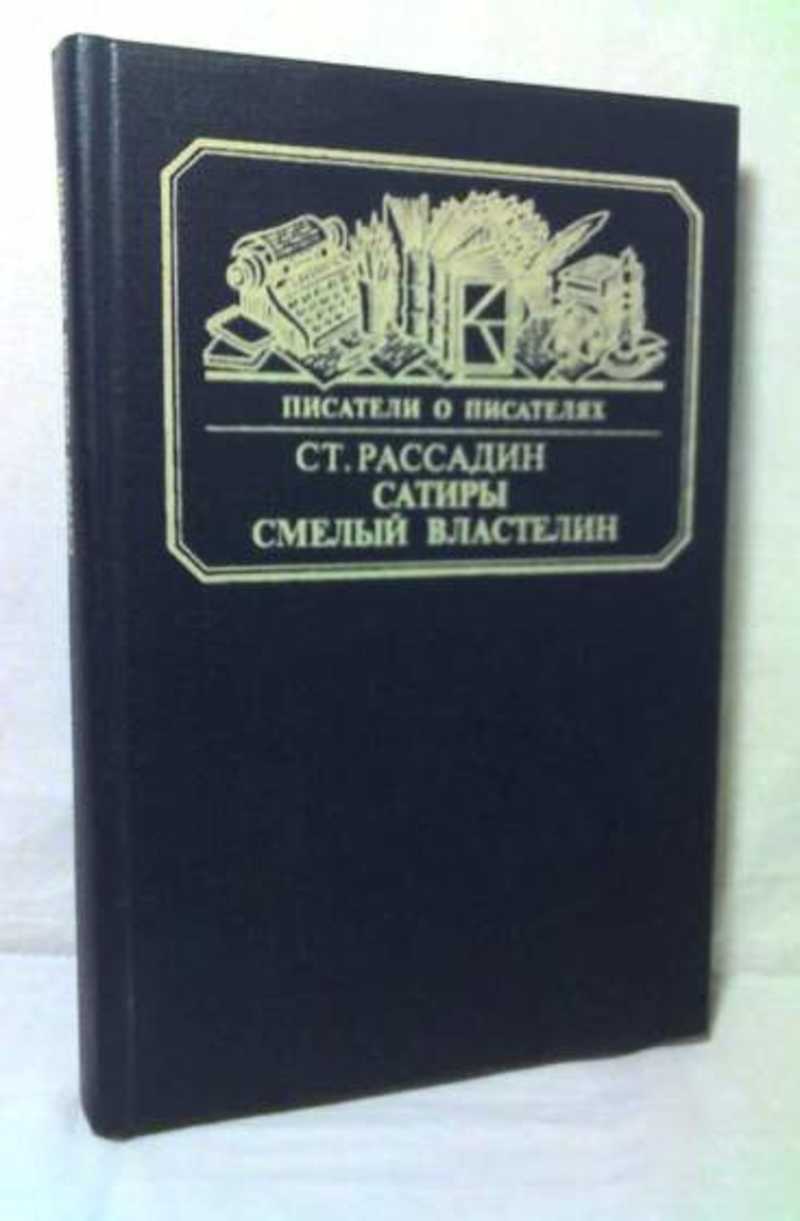 ПИСАТЕЛИ О ПИСАТЕЛЯХ
СТ. РАССАДИН
САТИРЫ
СМЕЛЫЙ ВЛАСТЕЛИН